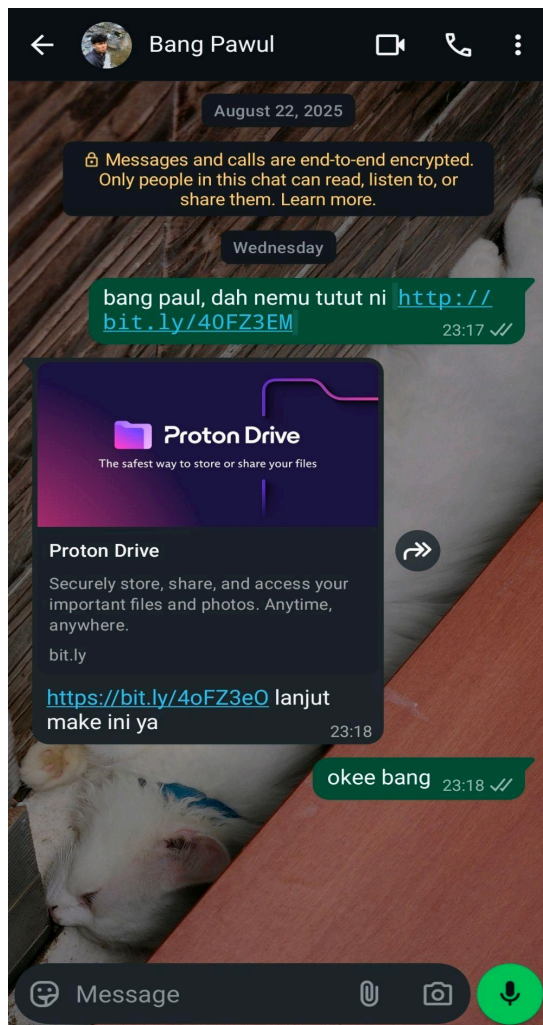 Bang Pawul
August 22, 2025
Messages and calls are end-to-end encrypted.
Only people in this chat can read, listen to, or
share them. Learn more.
Wednesday
bang paul, dah nemu tutut ni http://
bit.ly/4OFZ3EM
23:17
Proton Drive
The safest way to store or share your files
Proton Drive
Securely store, share, and access your
important files and photos. Anytime,
anywhere.
bit.ly
https://bit.ly/4oFZ3eO lanjut
make ini ya
23:18
okee bang 23:18
Message